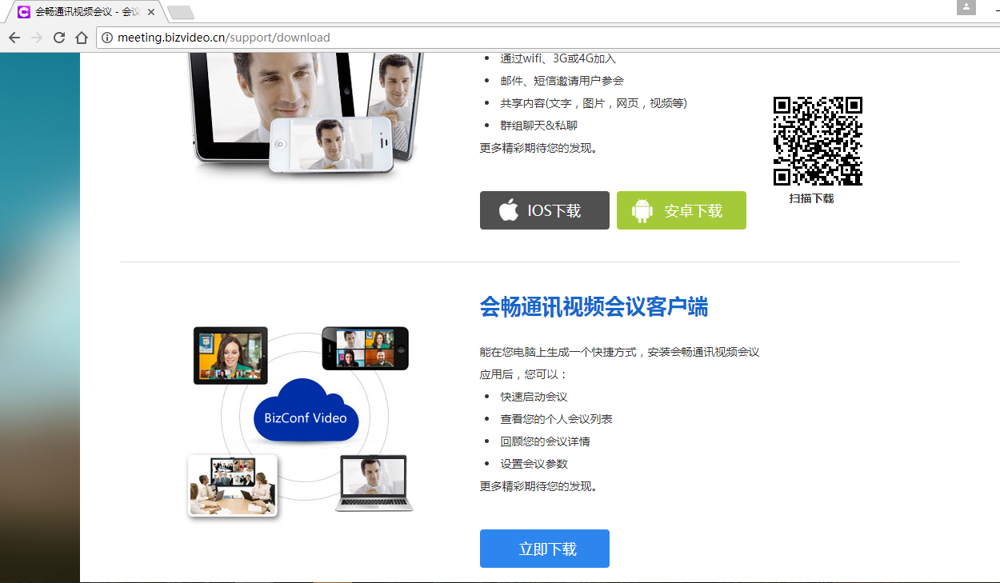 会畅通讯视频会议 - 会议
meeting.bizvideo.cn/support/download
通过wifi、3G或4G加入
邮件、短信邀请用户参会
共享内容(文字，图片，网页，视频等)
群组聊天&私聊
更多精彩期待您的发现。
IOS下载
安卓下载
扫描下载
会畅通讯视频会议客户端
能在您电脑上生成一个快捷方式，安装会畅通讯视频会议
应用后，您可以：
快速启动会议
查看您的个人会议列表
回顾您的会议详情
设置会议参数
更多精彩期待您的发现。
BizConf Video
立即下载